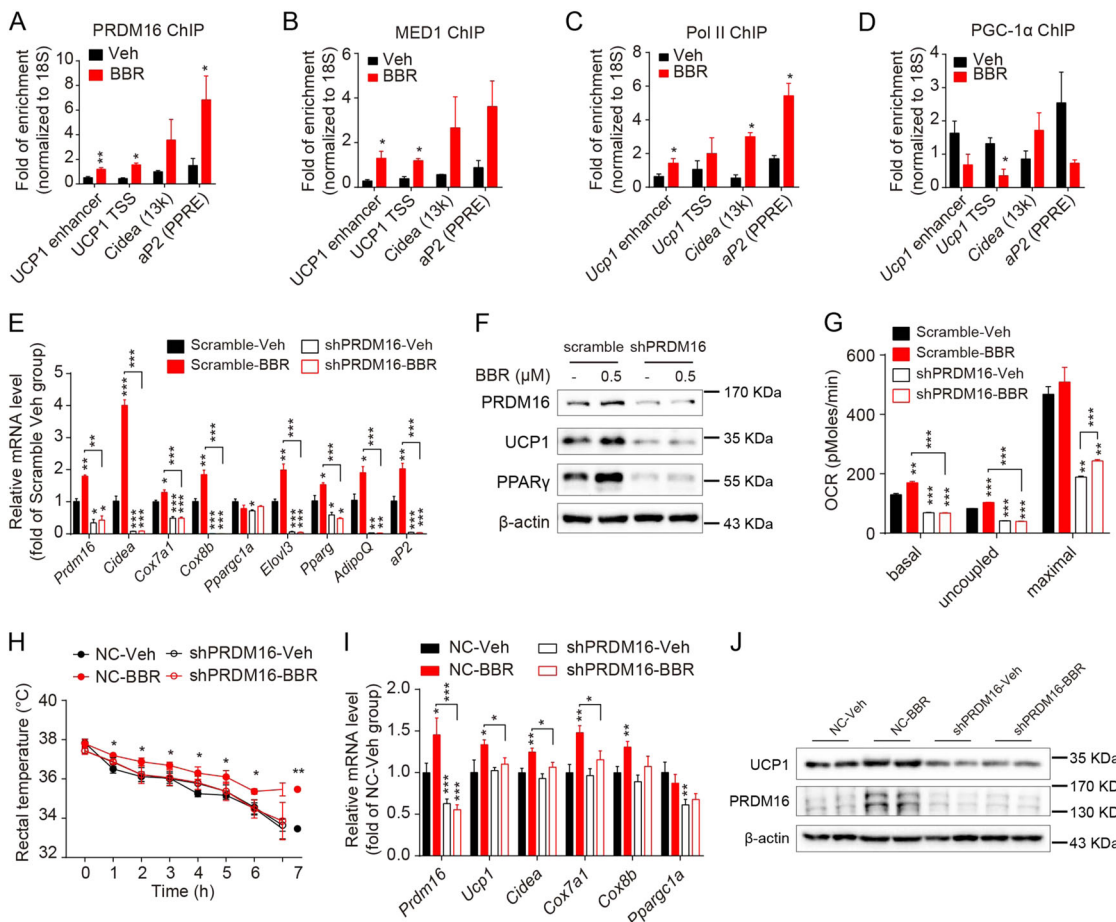 A
PRDM16 ChIP
Veh
BBR
Fold of enrichment
(normalized to 18S)
10
8
6
4
2
2
1
0
**
*
*
UCP1 enhancer
UCP1 TSS
Cidea (13k)
aP2 (PPRE)
B
MED1 ChIP
Veh
BBR
Fold of enrichment
(normalized to 18S)
6
4
2
0
*
*
UCP1 enhancer
UCP1 TSS
Cidea (13k)
aP2 (PPRE)
C
Pol II ChIP
Veh
BBR
Fold of enrichment
(normalized to 18S)
8
6
4
2
0
*
*
*
Ucp1 enhancer
Ucp1 TSS
Cidea (13k)
aP2 (PPRE)
D
PGC-1α ChIP
Veh
BBR
Fold of enrichment
(normalized to 18S)
4
3
2
1
0
*
Ucp1 enhancer
Ucp1 TSS
Cidea (13k)
aP2 (PPRE)
E
Scramble-Veh
shPRDM16-Veh
Scramble-BBR
shPRDM16-BBR
Relative mRNA level
(fold of Scramble Veh group)
6
4
2
0
Prdm16
Cidea
Cox7a1
Cox8b
Ppargc1a
Elovl3
Pparg
AdipoQ
aP2
F
scramble
shPRDM16
BBR (μM)
-
0.5
-
0.5
PRDM16
170 KDa
UCP1
35 KDa
PPARγ
55 KDa
β-actin
43 KDa
G
Scramble-Veh
Scramble-BBR
shPRDM16-Veh
shPRDM16-BBR
OCR (pMoles/min)
600
400
200
0
basal
uncoupled
maximal
H
NC-Veh
shPRDM16-Veh
NC-BBR
shPRDM16-BBR
Rectal temperature (°C)
40
38
36
34
32
*
*
*
*
*
*
**
0
1
2
3
4
5
6
7
Time (h)
I
NC-Veh
shPRDM16-Veh
NC-BBR
shPRDM16-BBR
Relative mRNA level
(fold of NC-Veh group)
2.0
1.5
1.0
0.5
0.0
Prdm16
Ucp1
Cidea
Cox7a1
Cox8b
Ppargc1a
J
NC-Veh
NC-BBR
shPRDM16-Veh
shPRDM16-BBR
UCP1
35 KDa
PRDM16
170 KD
130 KD
β-actin
43 KDa